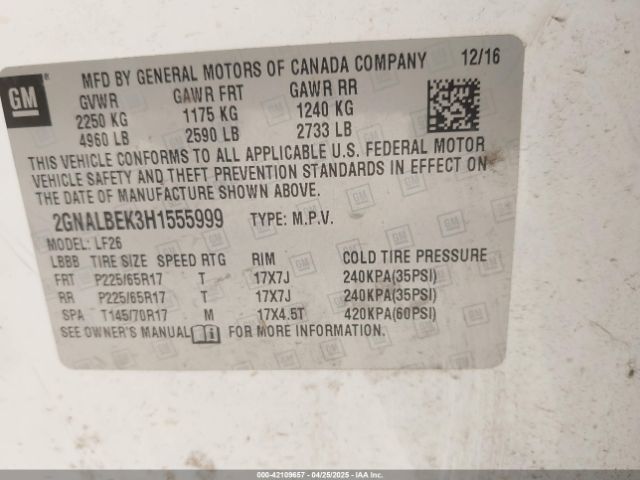 MFD BY GENERAL MOTORS OF CANADA COMPANY 12/16
GM
GVWR GAWR FRT GAWR RR
2250 KG 1175 KG 1240 KG
4960 LB 2590 LB 2733 LB
THIS VEHICLE CONFORMS TO ALL APPLICABLE U.S. FEDERAL MOTOR
VEHICLE SAFETY AND THEFT PREVENTION STANDARDS IN EFFECT ON
THE DATE OF MANUFACTURE SHOWN ABOVE.
2GNALBEK3H1555999 TYPE: M.P.V.
MODEL: LF26
LBBB TIRE SIZE SPEED RTG RIM COLD TIRE PRESSURE
FRT P225/65R17 T 17X7J 240KPA(35PSI)
RR P225/65R17 T 17X7J 240KPA(35PSI)
SPA T145/70R17 M 17X4.5T 420KPA(60PSI)
SEE OWNER'S MANUAL FOR MORE INFORMATION.
000-42109657 - 04/25/2025 - IAA Inc.